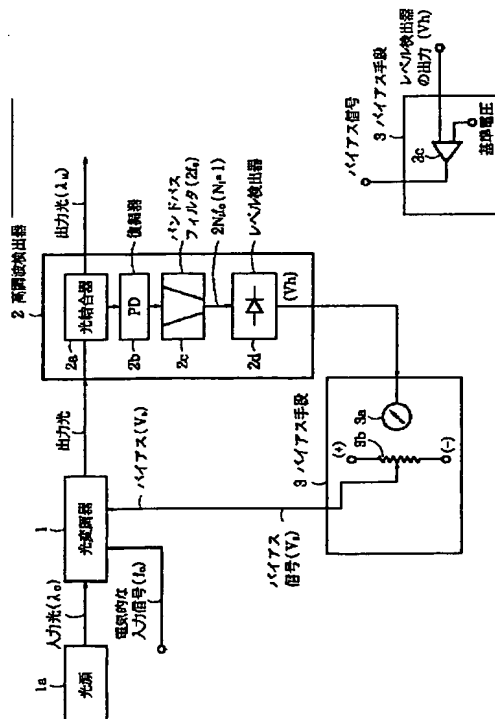 1a
光源
入力光(λ₀)
1
光変調器
電気的な
入力信号(f₀)
出力光
バイアス(V₀)
バイアス
信号(V₀)
2 高調波検出器
光結合器
2a
出力光(λ₀)
PD
2b
復調器
2c
バンドパス
フィルタ(2f₀)
2N₁f₀(N₁=1)
2d
レベル検出器
(Vh)
3 バイアス手段
(+)
3b
3a
(-)
バイアス信号
3 バイアス手段
レベル検出器
の出力(Vh)
3c
基準電圧